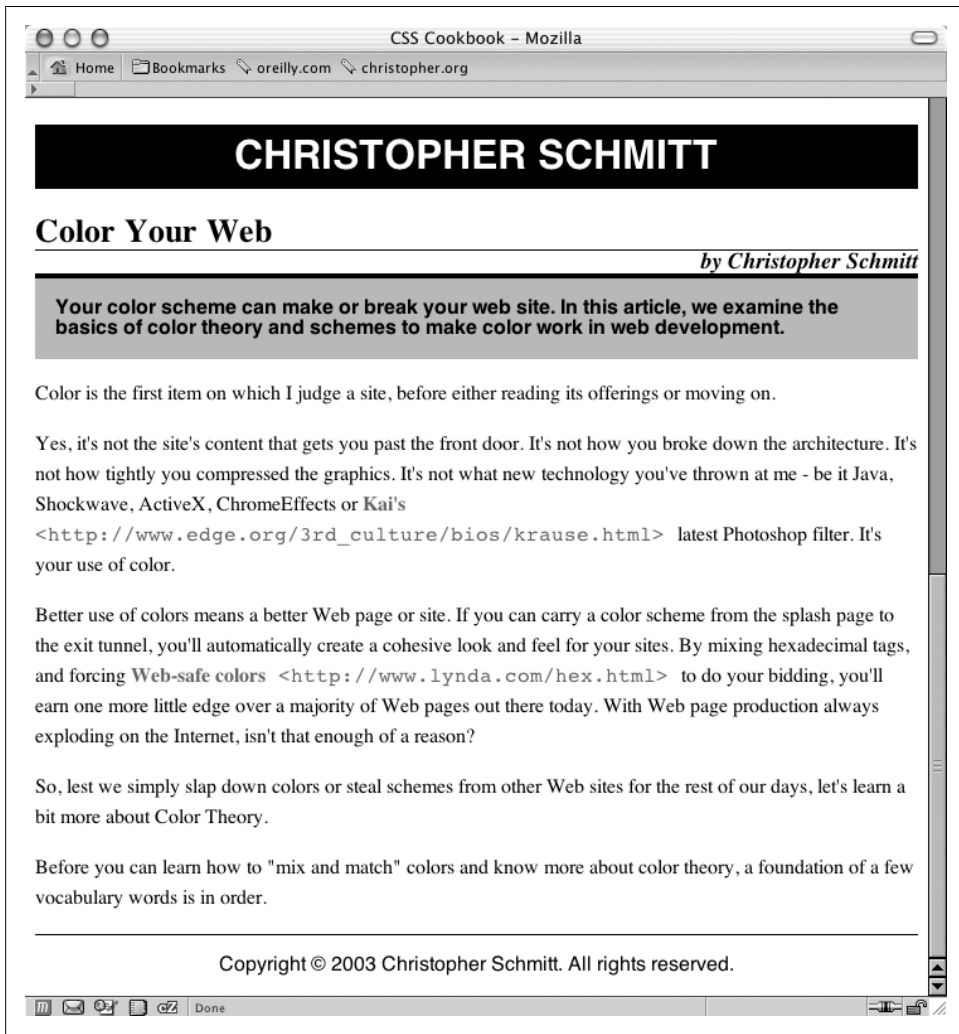 CSS Cookbook – Mozilla
Home Bookmarks oreilly.com christopher.org
CHRISTOPHER SCHMITT
Color Your Web
by Christopher Schmitt
Your color scheme can make or break your web site. In this article, we examine the
basics of color theory and schemes to make color work in web development.
Color is the first item on which I judge a site, before either reading its offerings or moving on.
Yes, it's not the site's content that gets you past the front door. It's not how you broke down the architecture. It's
not how tightly you compressed the graphics. It's not what new technology you've thrown at me - be it Java,
Shockwave, ActiveX, ChromeEffects or Kai's
<http://www.edge.org/3rd_culture/bios/krause.html> latest Photoshop filter. It's
your use of color.
Better use of colors means a better Web page or site. If you can carry a color scheme from the splash page to
the exit tunnel, you'll automatically create a cohesive look and feel for your sites. By mixing hexadecimal tags,
and forcing Web-safe colors <http://www.lynda.com/hex.html> to do your bidding, you'll
earn one more little edge over a majority of Web pages out there today. With Web page production always
exploding on the Internet, isn't that enough of a reason?
So, lest we simply slap down colors or steal schemes from other Web sites for the rest of our days, let's learn a
bit more about Color Theory.
Before you can learn how to "mix and match" colors and know more about color theory, a foundation of a few
vocabulary words is in order.
Copyright © 2003 Christopher Schmitt. All rights reserved.
Done